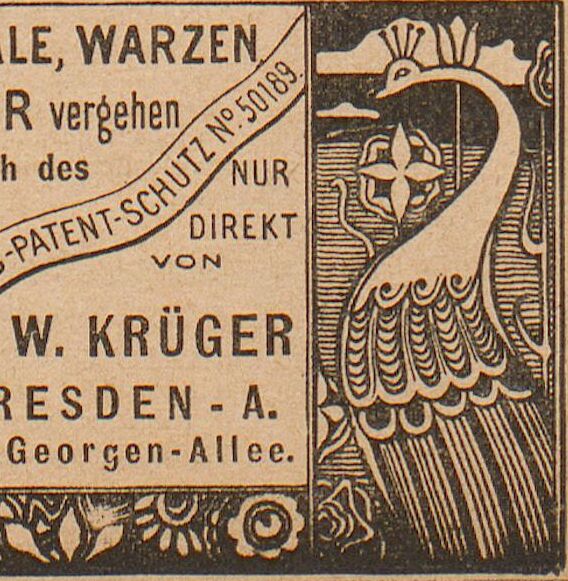 ALE, WARZEN,
R vergehen
h des
S-PATENT-SCHUTZ No. 50189.
NUR
DIREKT
VON
W. KRÜGER
RESDEN - A.
Georgen-Allee.